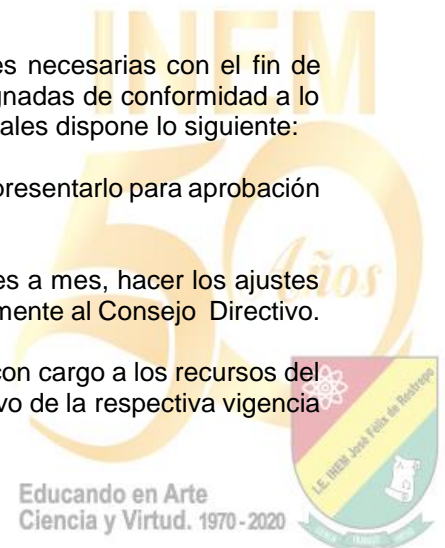 INEM
es necesarias con el fin de
gnadas de conformidad a lo
ales dispone lo siguiente:
presentarlo para aprobación
50 Años
es a mes, hacer los ajustes
mente al Consejo Directivo.
con cargo a los recursos del
vo de la respectiva vigencia
I.E. INEM José Félix de Restrepo
Educando en Arte
Ciencia y Virtud. 1970 - 2020